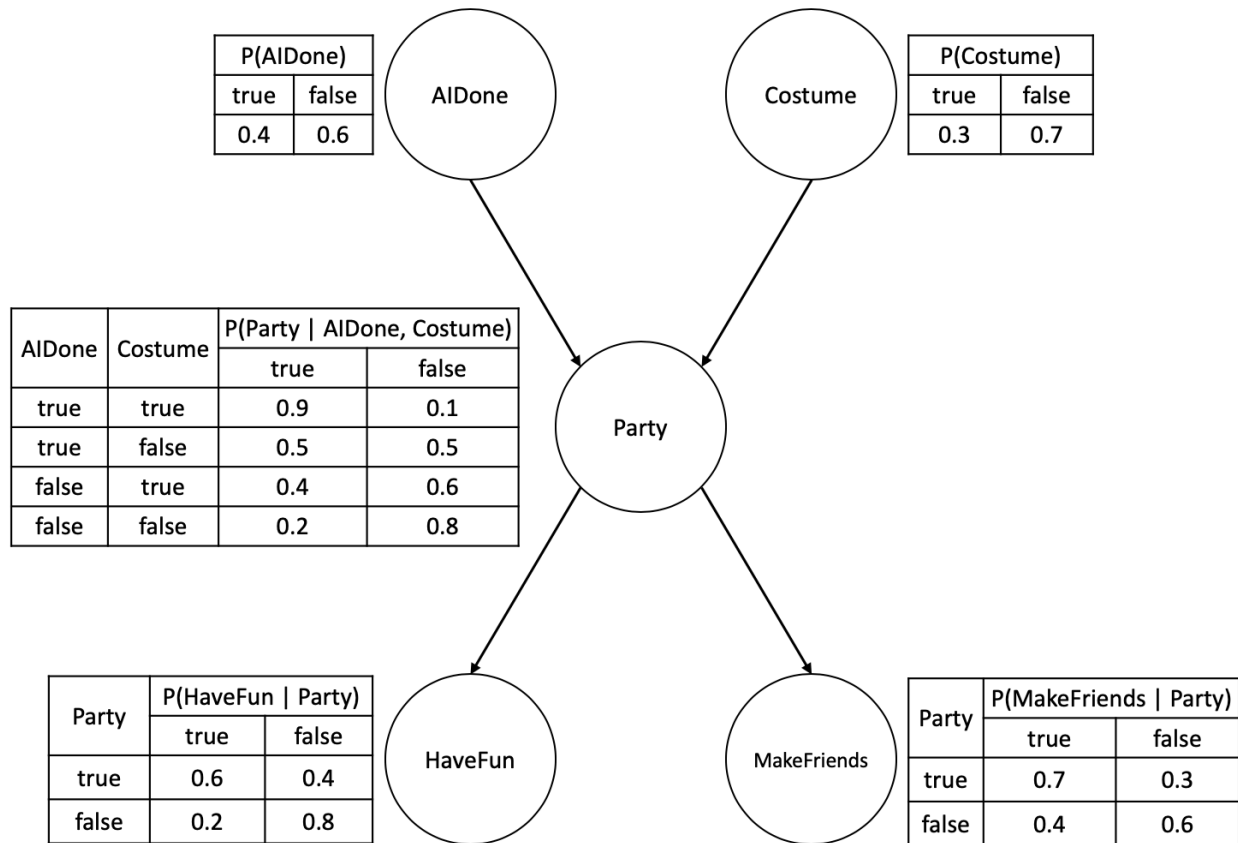 P(AIDone)
true false
0.4 0.6
AIDone
Costume
P(Costume)
true false
0.3 0.7
AIDone Costume P(Party | AIDone, Costume)
true false
true true 0.9 0.1
true false 0.5 0.5
false true 0.4 0.6
false false 0.2 0.8
Party
Party P(HaveFun | Party)
true false
true 0.6 0.4
false 0.2 0.8
HaveFun
MakeFriends
Party P(MakeFriends | Party)
true false
true 0.7 0.3
false 0.4 0.6